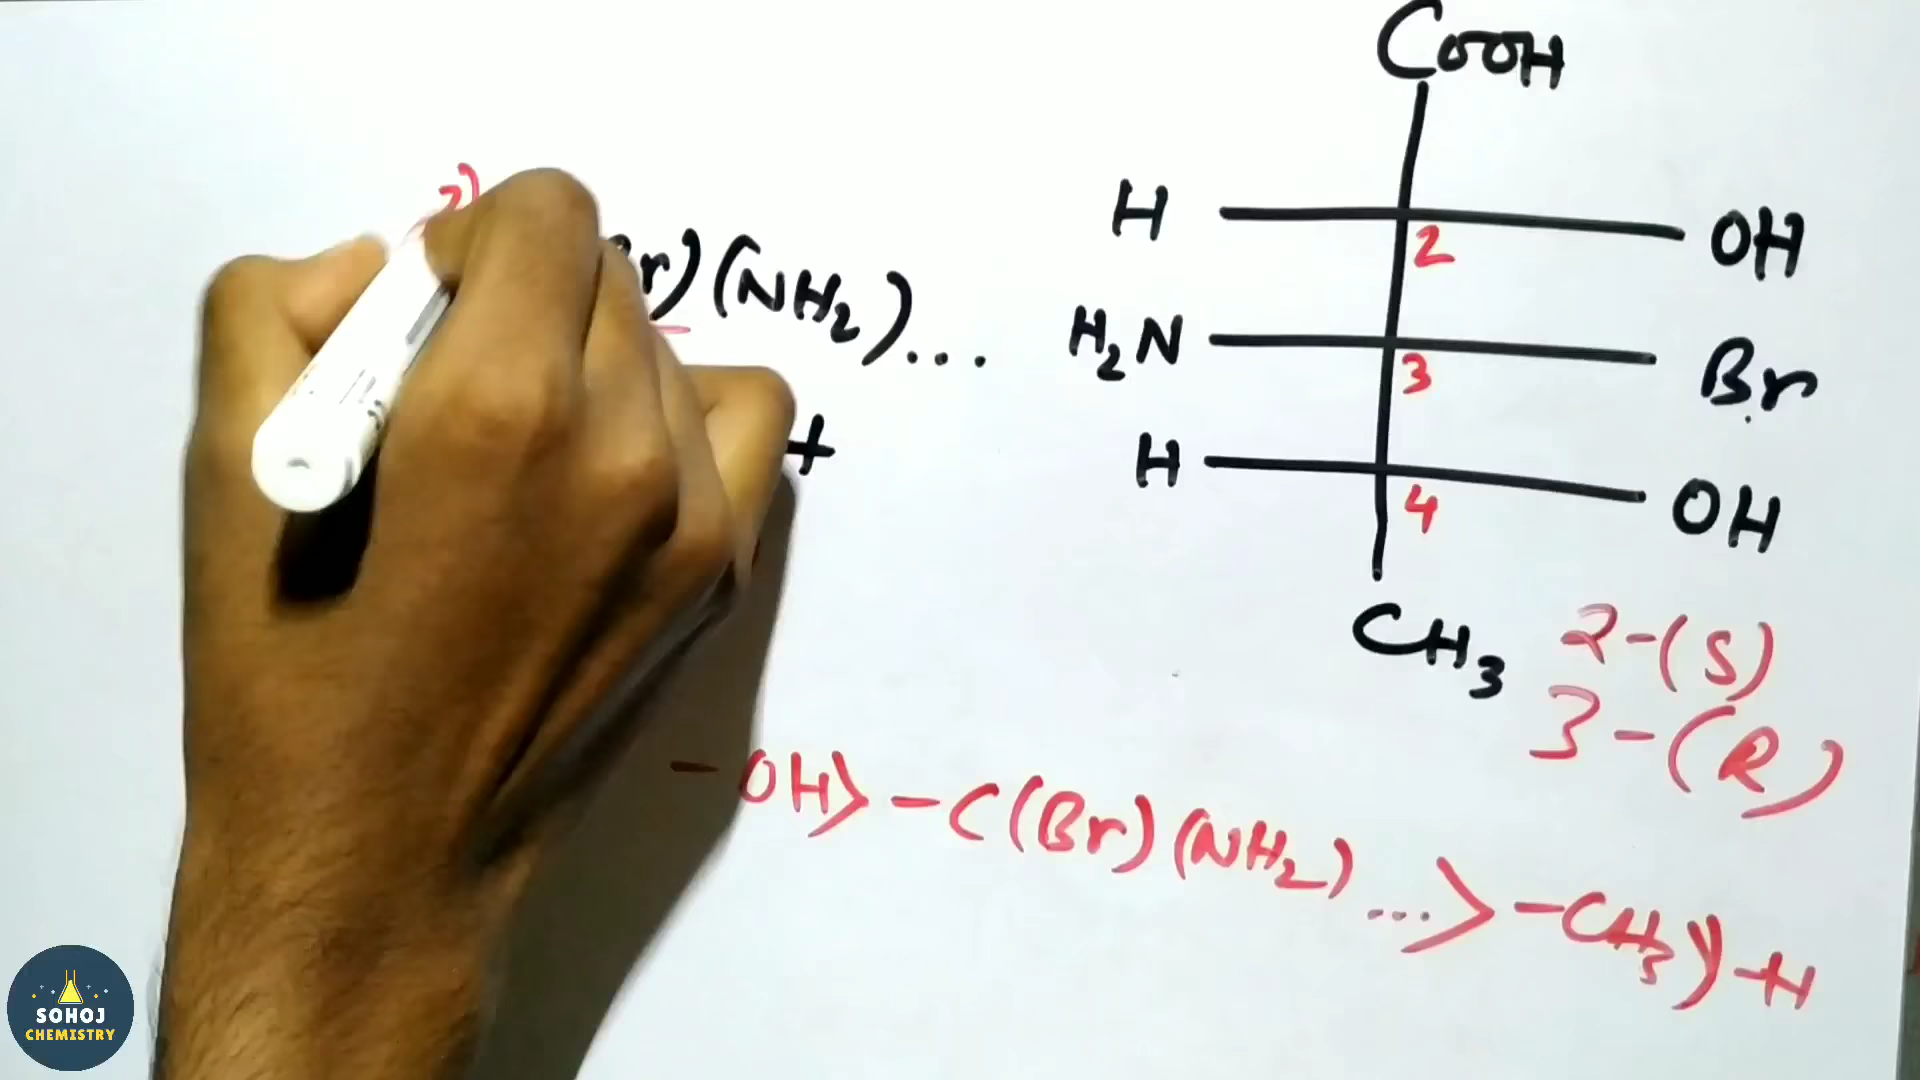 COOH
H 2 OH
r)(NH2)...
H2N 3 Br
+
H 4 OH
CH3
2-(S)
3-(R)
-OH>-C(Br)(NH2)...>-CH3>-H
SOHOJ
CHEMISTRY